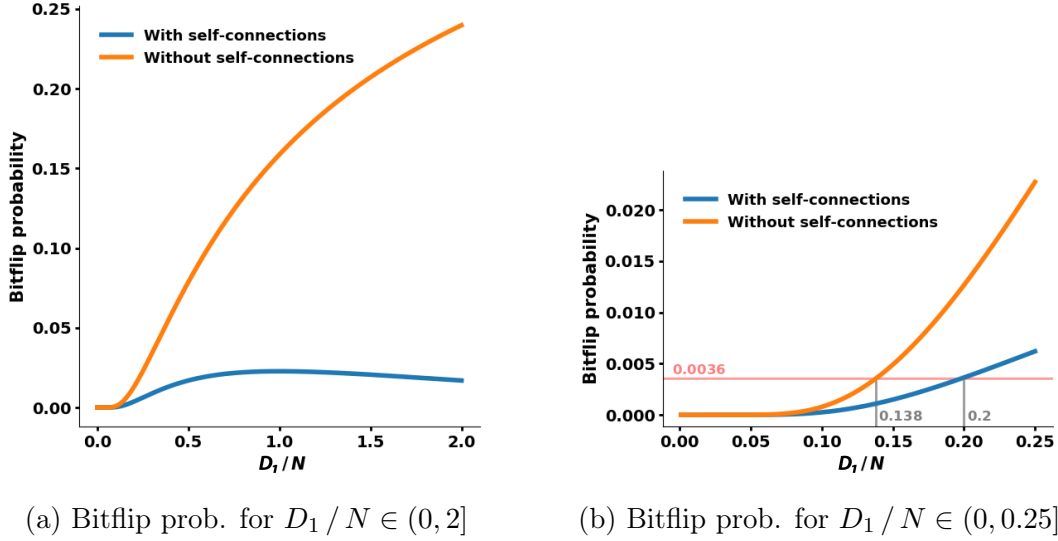 0.25
0.20
0.15
0.10
0.05
0.00
Bitflip probability
With self-connections
Without self-connections
0.0 0.5 1.0 1.5 2.0
D1 / N
(a) Bitflip prob. for D1 / N ∈ (0, 2]
0.020
0.015
0.010
0.005
0.000
Bitflip probability
With self-connections
Without self-connections
0.0036
0.138
0.2
0.00 0.05 0.10 0.15 0.20 0.25
D1 / N
(b) Bitflip prob. for D1 / N ∈ (0, 0.25]